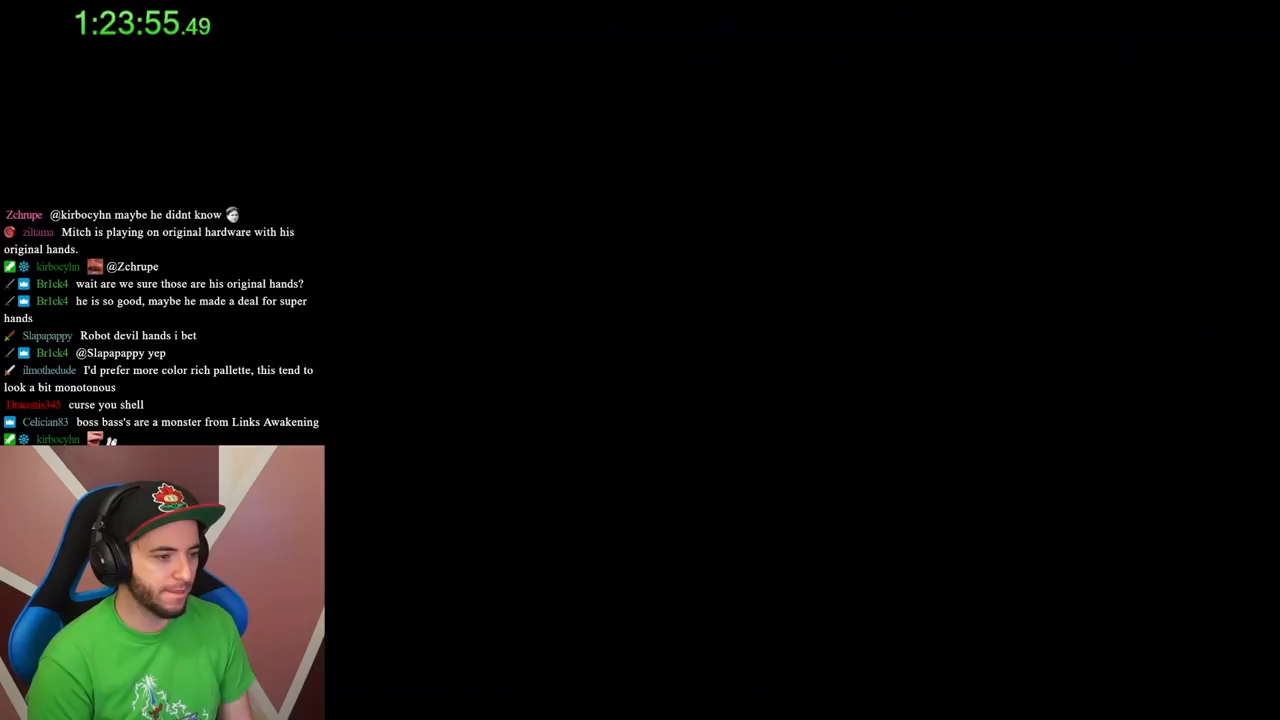 1:23:55.49
Zchrupe @kirbocyhn maybe he didnt know
ziltama Mitch is playing on original hardware with his
original hands.
kirbocyhn @Zchrupe
Br1ck4 wait are we sure those are his original hands?
Br1ck4 he is so good, maybe he made a deal for super
hands
Slapapappy Robot devil hands i bet
Br1ck4 @Slapapappy yep
ilmothedude I'd prefer more color rich pallette, this tend to
look a bit monotonous
Draconis345 curse you shell
Celician83 boss bass's are a monster from Links Awakening
kirbocyhn